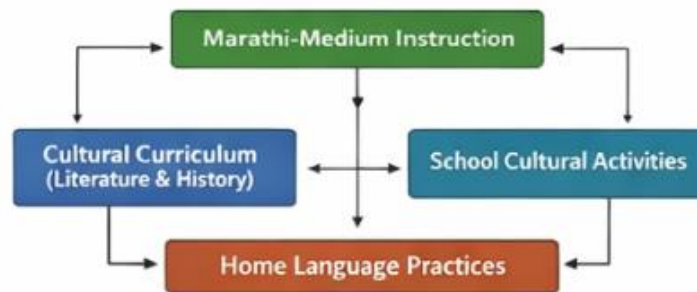 Marathi-Medium Instruction
Cultural Curriculum
(Literature & History)
School Cultural Activities
Home Language Practices